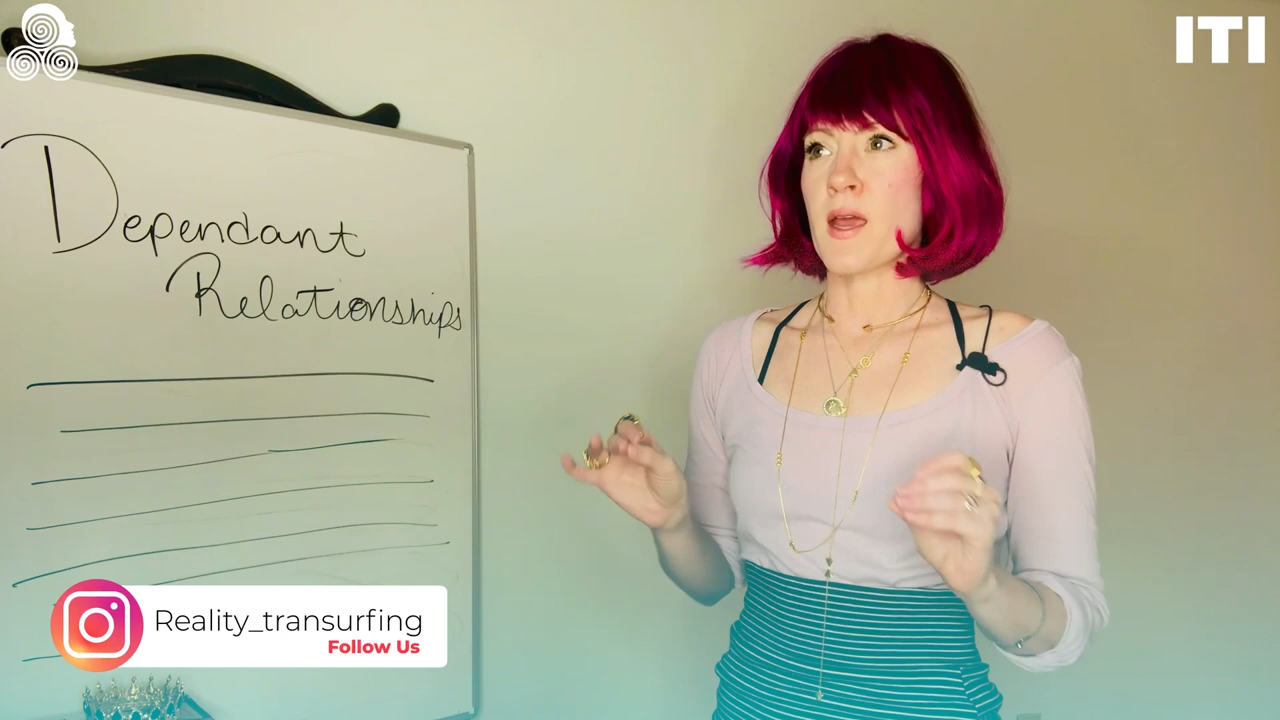 ITI
Dependant
Relationships
Reality_transurfing
Follow Us